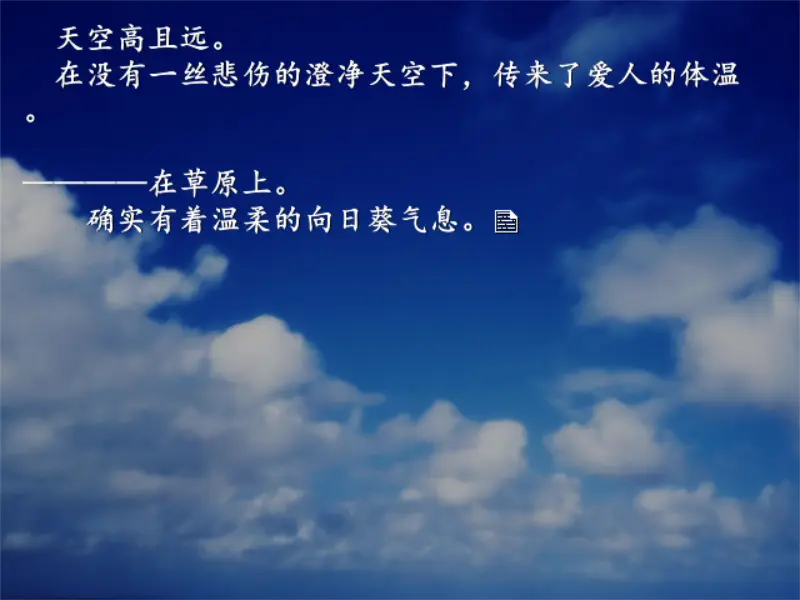 天空高且远。
在没有一丝悲伤的澄净天空下，传来了爱人的体温
。
————在草原上。
确实有着温柔的向日葵气息。